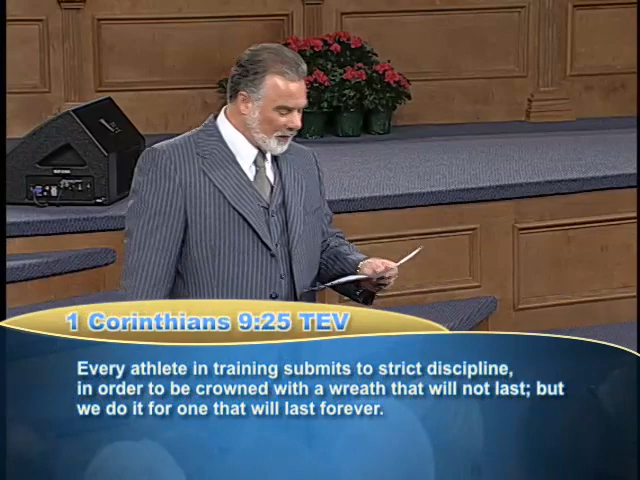 1 Corinthians 9:25 TEV
Every athlete in training submits to strict discipline,
in order to be crowned with a wreath that will not last; but
we do it for one that will last forever.